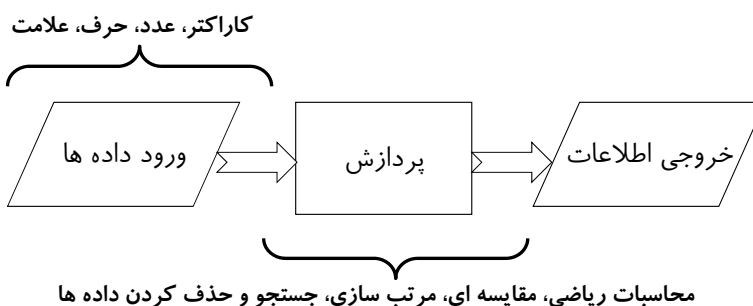 کاراکتر، عدد، حرف، علامت
ورود داده ها
پردازش
خروجی اطلاعات
محاسبات ریاضی، مقایسه ای، مرتب سازی، جستجو و حذف کردن داده ها